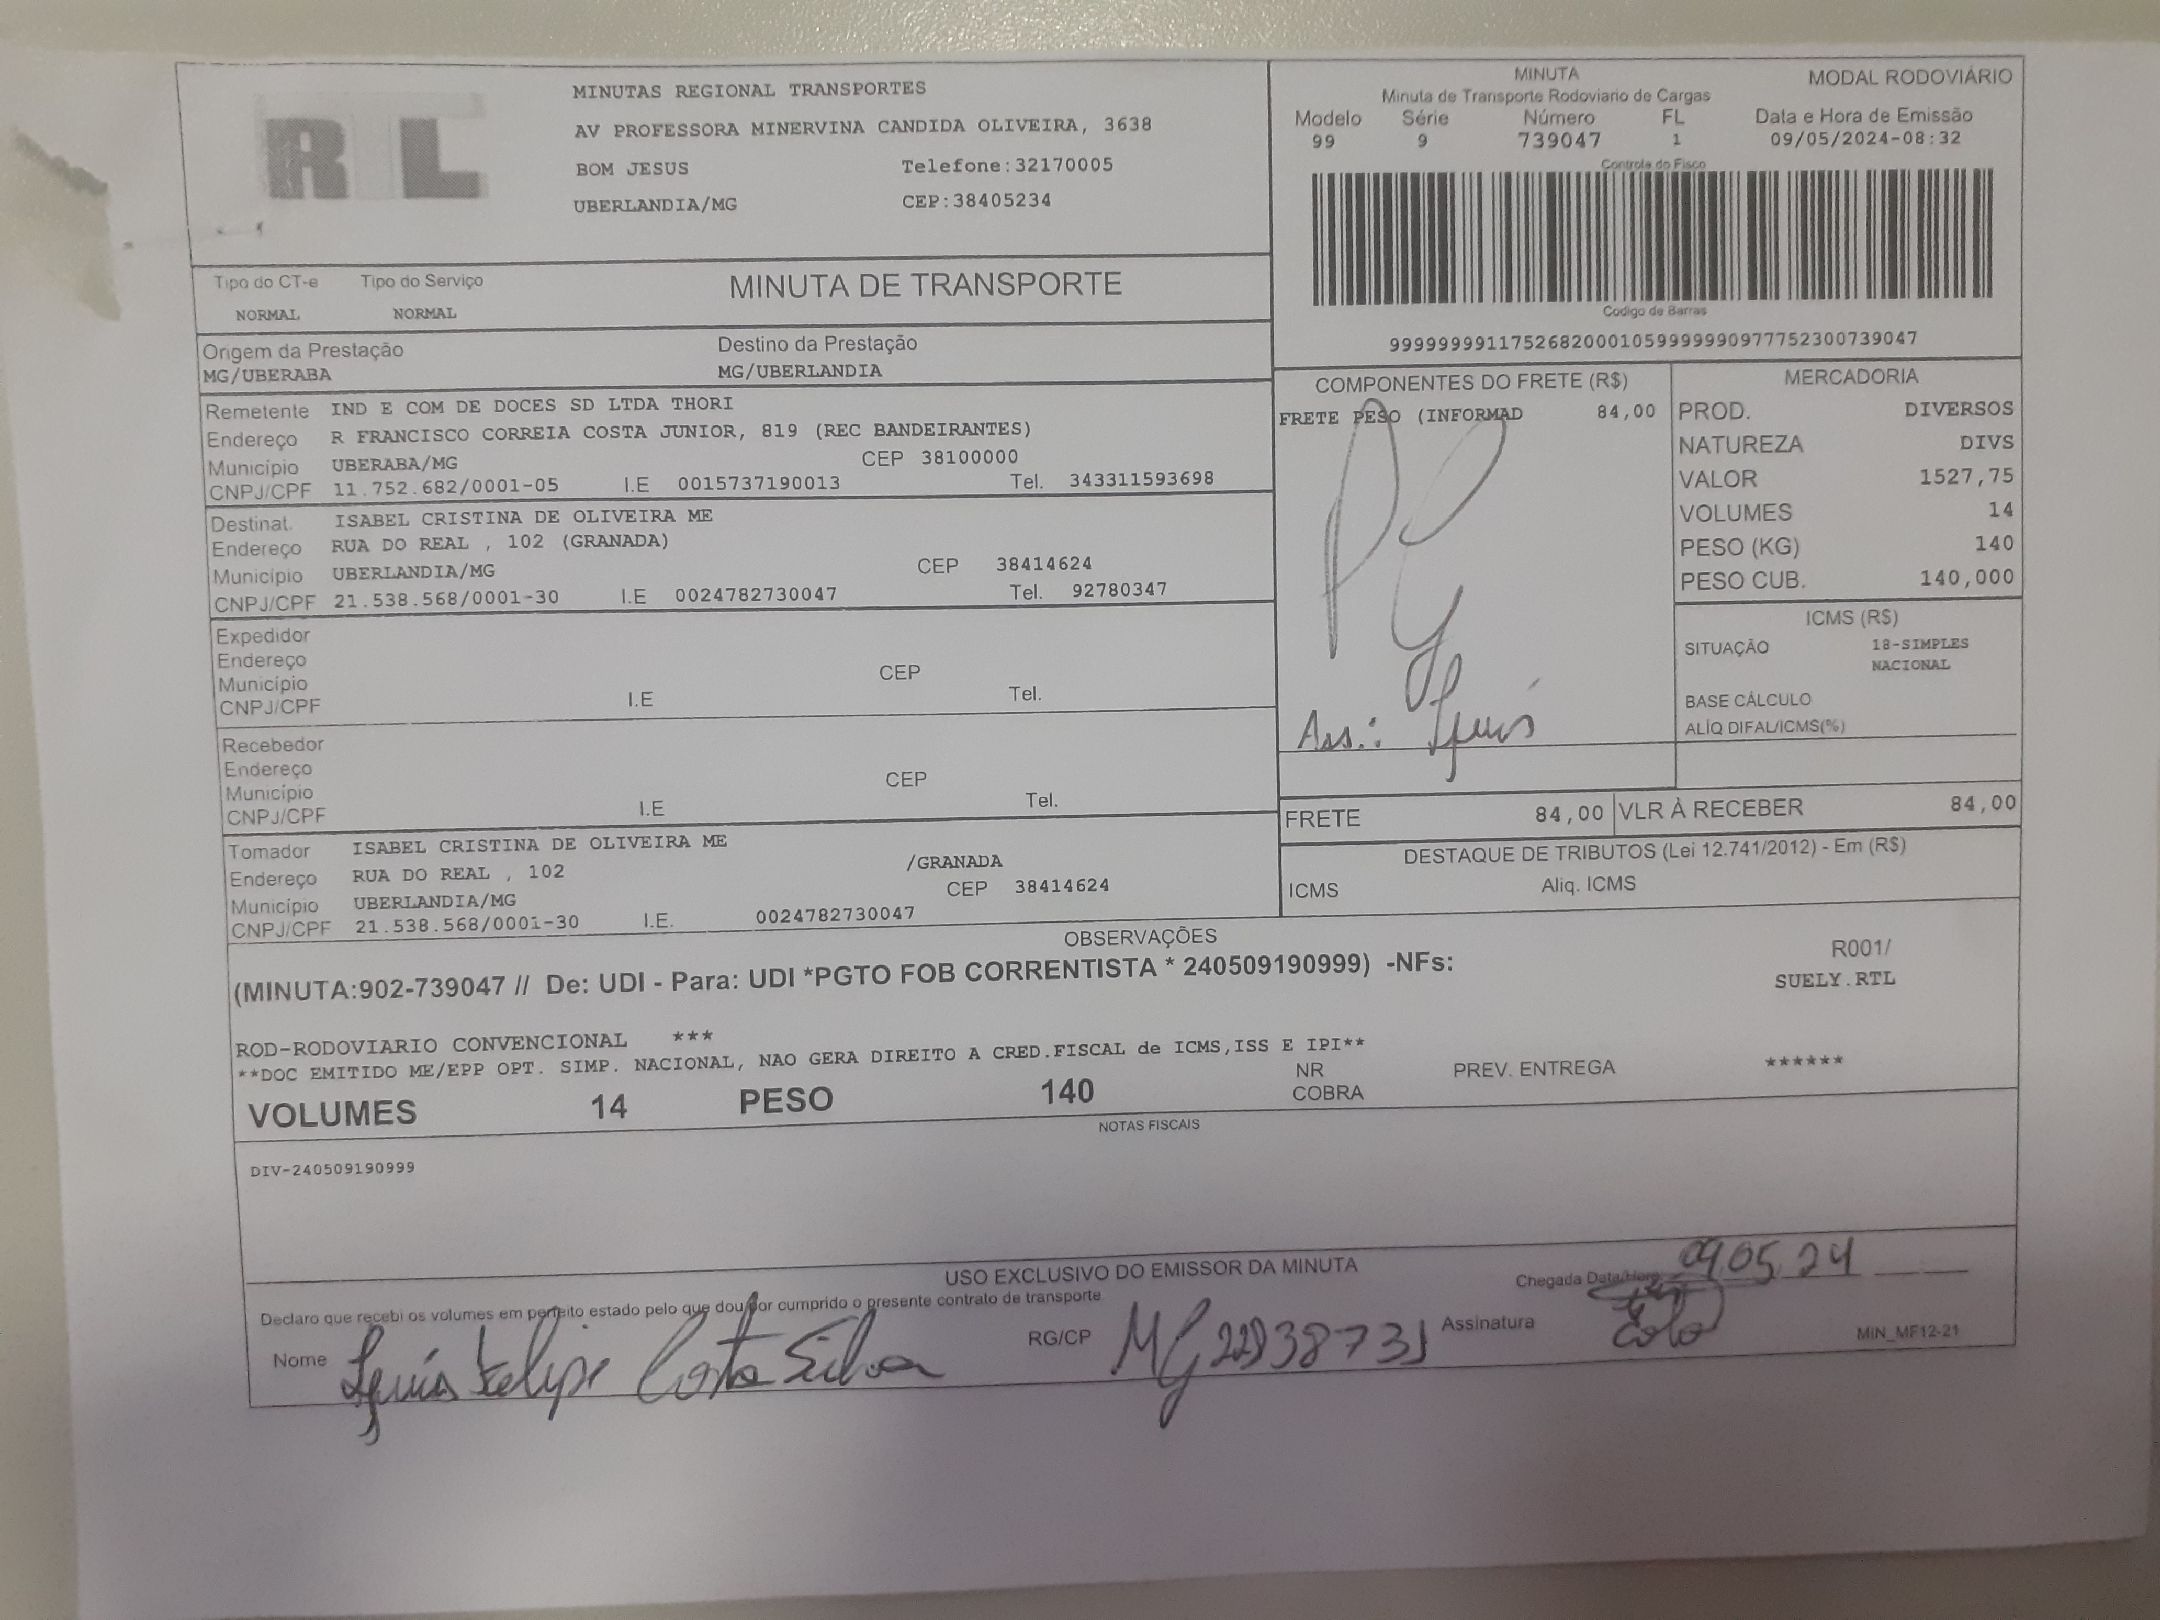 RTL
MINUTAS REGIONAL TRANSPORTES
AV PROFESSORA MINERVINA CANDIDA OLIVEIRA, 3638
BOM JESUS Telefone:32170005
UBERLANDIA/MG CEP:38405234
MINUTA MODAL RODOVIÁRIO
Minuta de Transporte Rodoviario de Cargas
Modelo Série Número FL Data e Hora de Emissão
99 9 739047 1 09/05/2024-08:32
Controle do Fisco
Codigo de Barras
99999999117526820001059999999097775230​0739047
Tipo do CT-e Tipo do Serviço MINUTA DE TRANSPORTE
NORMAL NORMAL
Origem da Prestação Destino da Prestação
MG/UBERABA MG/UBERLANDIA
Remetente IND E COM DE DOCES SD LTDA THORI
Endereço R FRANCISCO CORREIA COSTA JUNIOR, 819 (REC BANDEIRANTES)
Município UBERABA/MG CEP 38100000
CNPJ/CPF 11.752.682/0001-05 I.E 0015737190013 Tel. 343311593698
Destinat. ISABEL CRISTINA DE OLIVEIRA ME
Endereço RUA DO REAL , 102 (GRANADA)
Município UBERLANDIA/MG CEP 38414624
CNPJ/CPF 21.538.568/0001-30 I.E 0024782730047 Tel. 92780347
Expedidor
Endereço
Município CEP
CNPJ/CPF I.E Tel.
Recebedor
Endereço
Município CEP
CNPJ/CPF I.E Tel.
Tomador ISABEL CRISTINA DE OLIVEIRA ME
Endereço RUA DO REAL , 102 /GRANADA
Município UBERLANDIA/MG CEP 38414624
CNPJ/CPF 21.538.568/0001-30 I.E. 0024782730047
COMPONENTES DO FRETE (R$)
FRETE PESO (INFORMAD 84,00
Ass.:
MERCADORIA
PROD. DIVERSOS
NATUREZA DIVS
VALOR 1527,75
VOLUMES 14
PESO (KG) 140
PESO CUB. 140,000
ICMS (R$)
SITUAÇÃO 18-SIMPLES
NACIONAL
BASE CÁLCULO
ALÍQ DIFAL/ICMS(%)
FRETE 84,00 VLR À RECEBER 84,00
DESTAQUE DE TRIBUTOS (Lei 12.741/2012) - Em (R$)
ICMS Aliq. ICMS
OBSERVAÇÕES
(MINUTA:902-739047 // De: UDI - Para: UDI *PGTO FOB CORRENTISTA * 240509190999) -NFs:
R001/
SUELY.RTL
ROD-RODOVIARIO CONVENCIONAL ***
**DOC EMITIDO ME/EPP OPT. SIMP. NACIONAL, NAO GERA DIREITO A CRED.FISCAL de ICMS,ISS E IPI**
VOLUMES 14 PESO 140 NR COBRA PREV. ENTREGA ******
NOTAS FISCAIS
DIV-240509190999
USO EXCLUSIVO DO EMISSOR DA MINUTA
Chegada Data/Hora 09.05.24
Declaro que recebi os volumes em perfeito estado pelo que dou por cumprido o presente contrato de transporte
Nome Luís Felipe Costa Silva RG/CP MG22938731 Assinatura
MIN_MF12-21